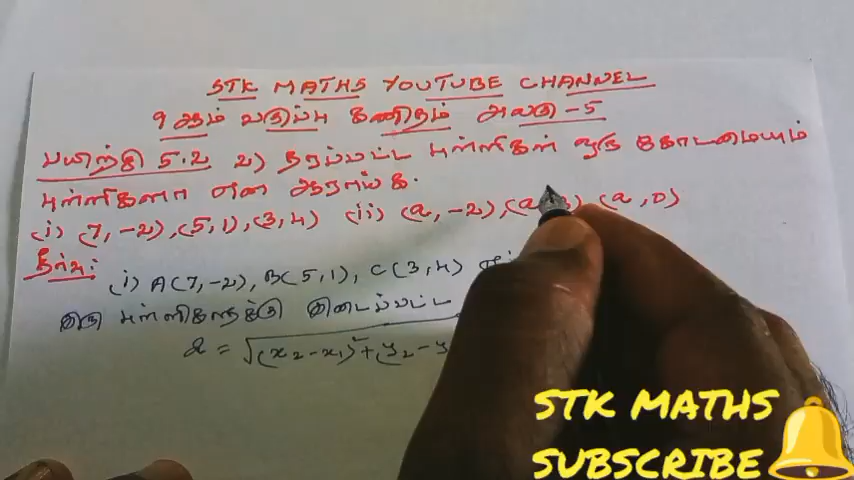 STK MATHS YOUTUBE CHANNEL
9 ஆம் வகுப்பு கணிதம் அலகு - 5
பயிற்சி 5.2 2) தரப்பட்ட புள்ளிகள் ஒரு கோடமையும்
புள்ளிகளா என ஆராய்க.
(i) (7, -2), (5, 1), (3, 4) (ii) (a, -2), (a 3), (a, 0)
தீர்வு:
(i) A(7, -2), B(5, 1), C(3, 4)
இரு புள்ளிகளுக்கு இடைப்பட்ட
d = √(x₂-x₁)²+(y₂-y
STK MATHS
SUBSCRIBE